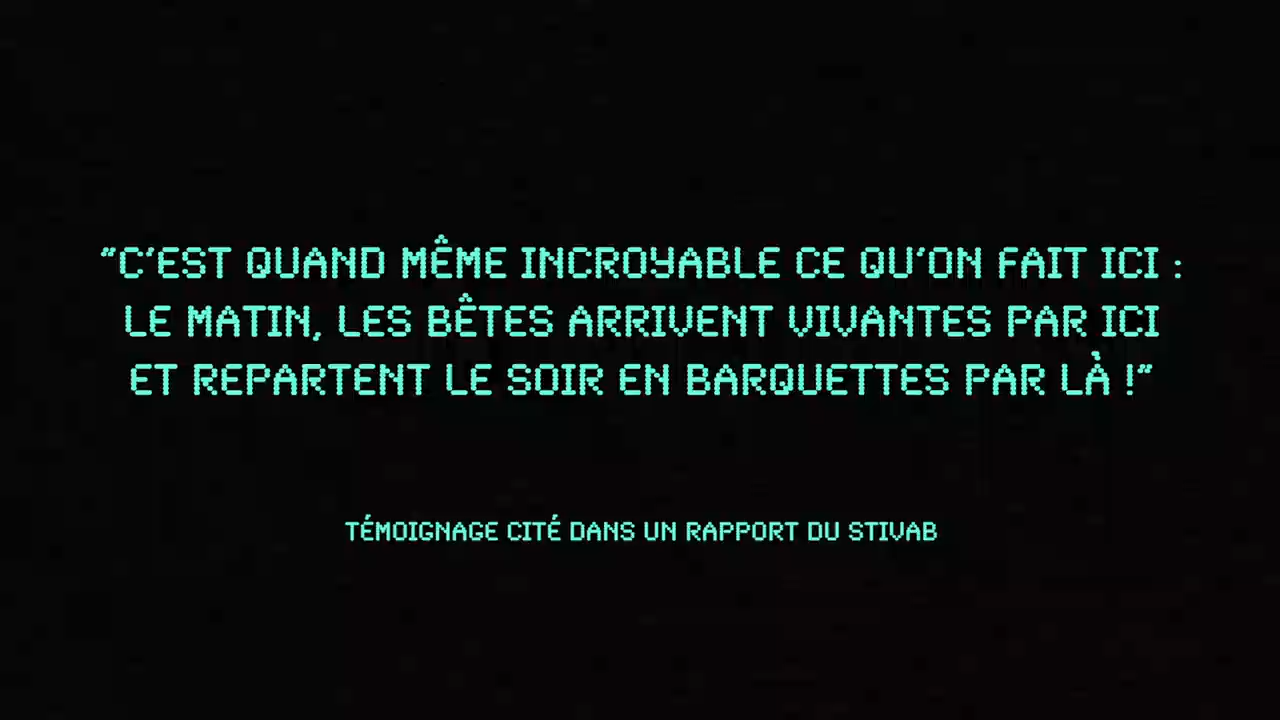 "C'EST QUAND MÊME INCROYABLE CE QU'ON FAIT ICI :
LE MATIN, LES BÊTES ARRIVENT VIVANTES PAR ICI
ET REPARTENT LE SOIR EN BARQUETTES PAR LÀ !"
TÉMOIGNAGE CITÉ DANS UN RAPPORT DU STIVAB